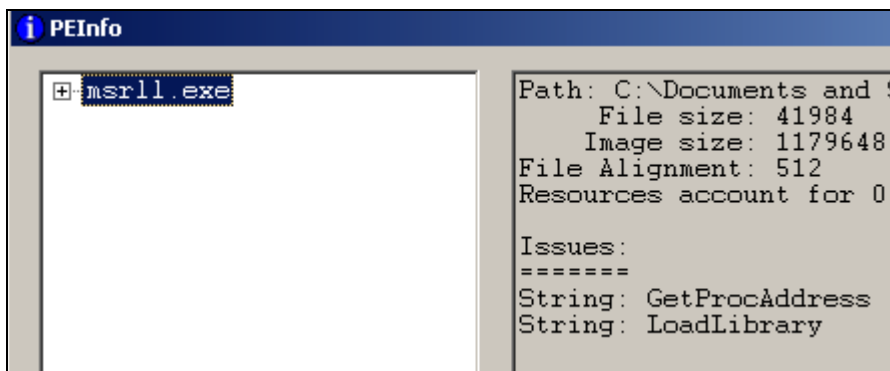 PEInfo
msrll.exe
Path: C:\Documents and
File size: 41984
Image size: 1179648
File Alignment: 512
Resources account for 0
Issues:
=======
String: GetProcAddress
String: LoadLibrary